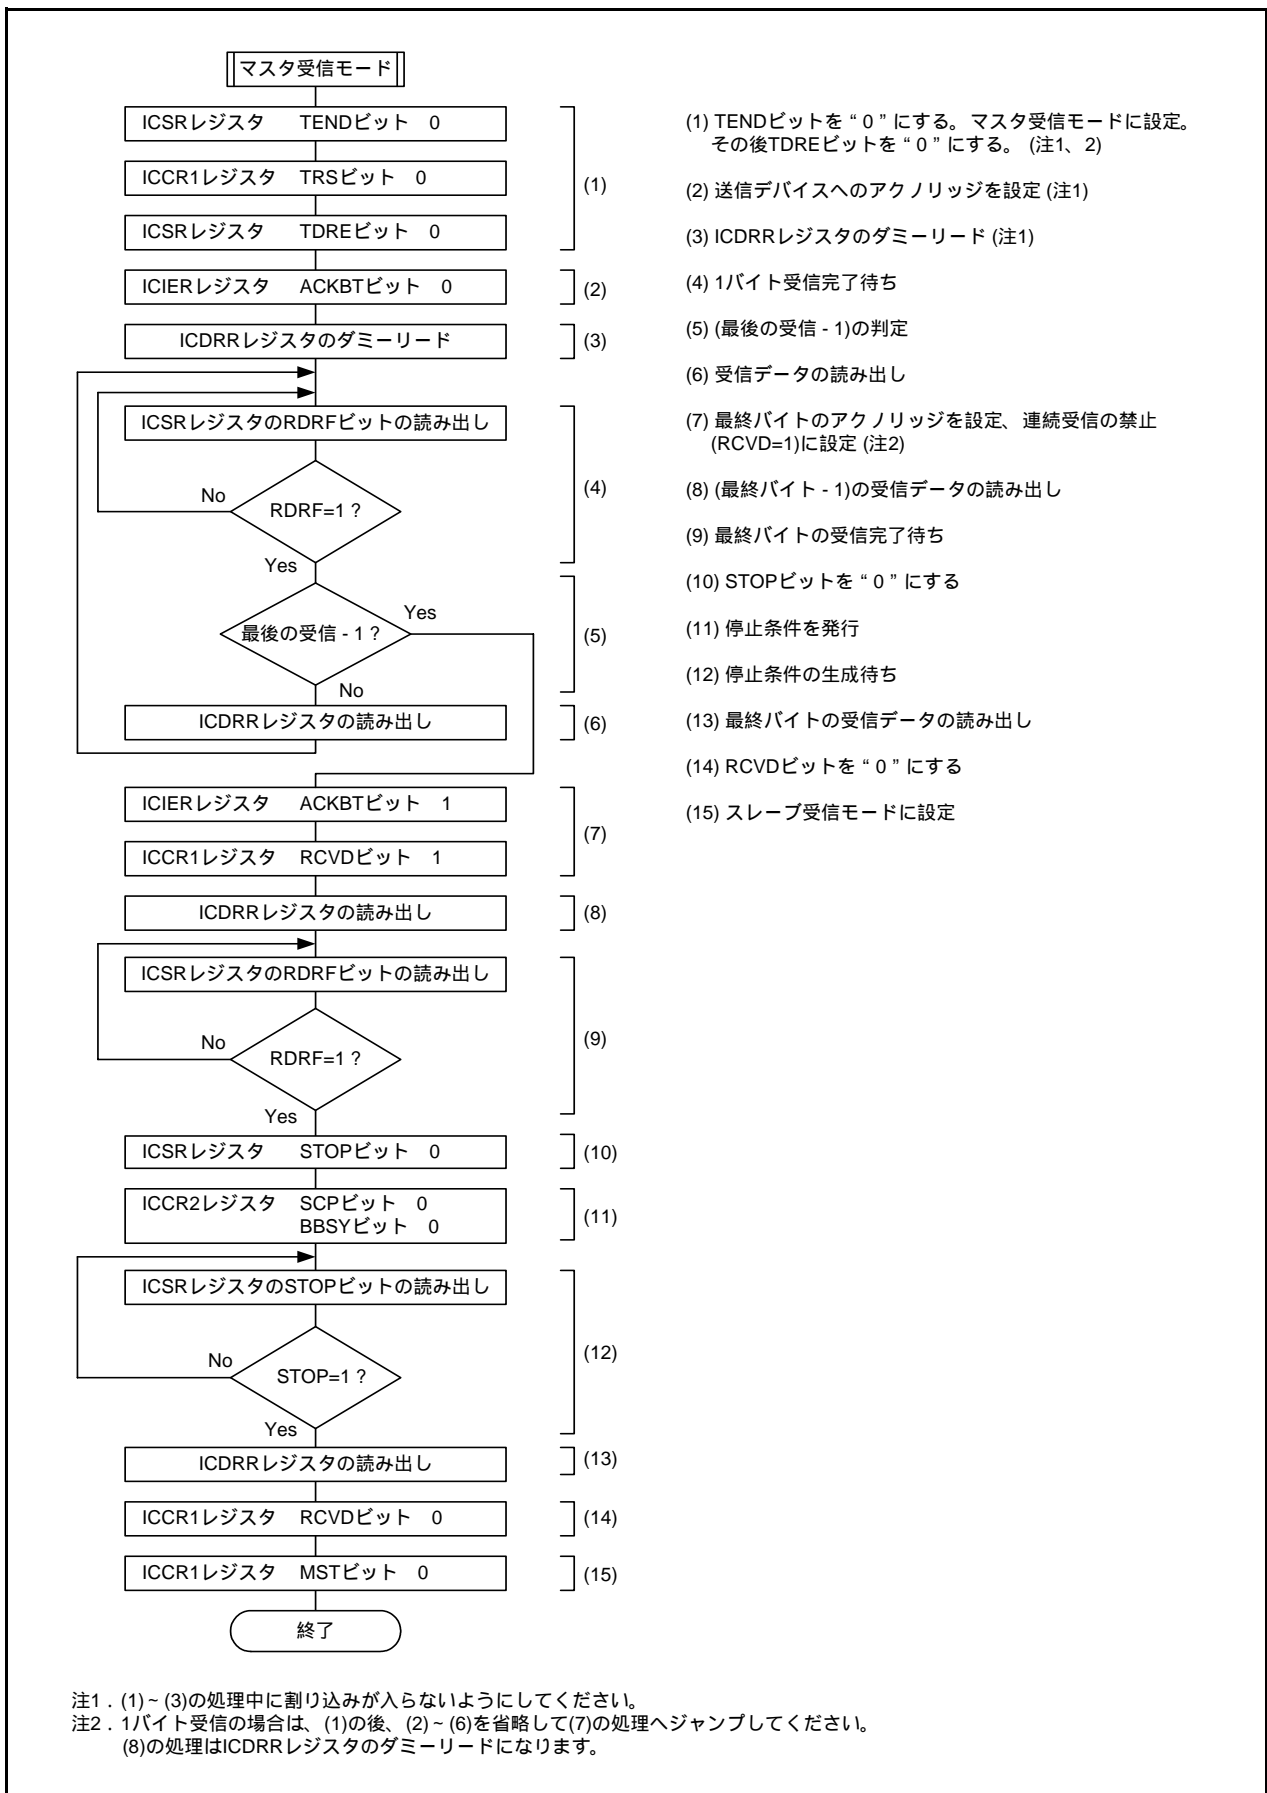 マスタ受信モード
ICSRレジスタ TENDビット 0
ICCR1レジスタ TRSビット 0
(1)
ICSRレジスタ TDREビット 0
ICIERレジスタ ACKBTビット 0
(2)
ICDRRレジスタのダミーリード
(3)
ICSRレジスタのRDRFビットの読み出し
(4)
No
RDRF=1 ?
Yes
最後の受信 - 1 ?
Yes
(5)
No
ICDRRレジスタの読み出し
(6)
ICIERレジスタ ACKBTビット 1
(7)
ICCR1レジスタ RCVDビット 1
ICDRRレジスタの読み出し
(8)
ICSRレジスタのRDRFビットの読み出し
No
RDRF=1 ?
(9)
Yes
ICSRレジスタ STOPビット 0
(10)
ICCR2レジスタ SCPビット 0
BBSYビット 0
(11)
ICSRレジスタのSTOPビットの読み出し
No
STOP=1 ?
(12)
Yes
ICDRRレジスタの読み出し
(13)
ICCR1レジスタ RCVDビット 0
(14)
ICCR1レジスタ MSTビット 0
(15)
終了
(1) TENDビットを“0”にする。マスタ受信モードに設定。
その後TDREビットを“0”にする。 (注1、2)
(2) 送信デバイスへのアクノリッジを設定 (注1)
(3) ICDRRレジスタのダミーリード (注1)
(4) 1バイト受信完了待ち
(5) (最後の受信 - 1)の判定
(6) 受信データの読み出し
(7) 最終バイトのアクノリッジを設定、連続受信の禁止
(RCVD=1)に設定 (注2)
(8) (最終バイト - 1)の受信データの読み出し
(9) 最終バイトの受信完了待ち
(10) STOPビットを“0”にする
(11) 停止条件を発行
(12) 停止条件の生成待ち
(13) 最終バイトの受信データの読み出し
(14) RCVDビットを“0”にする
(15) スレーブ受信モードに設定
注1．(1)~(3)の処理中に割り込みが入らないようにしてください。
注2．1バイト受信の場合は、(1)の後、(2)~(6)を省略して(7)の処理へジャンプしてください。
(8)の処理はICDRRレジスタのダミーリードになります。